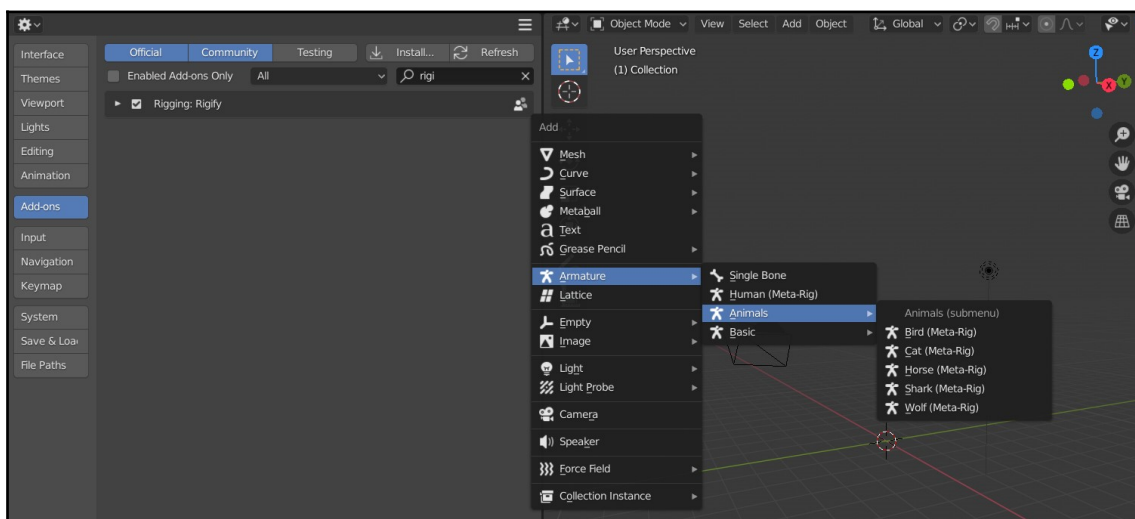 Interface
Themes
Viewport
Lights
Editing
Animation
Add-ons
Input
Navigation
Keymap
System
Save & Loa
File Paths
Official Community Testing Install... Refresh
Enabled Add-ons Only All rigi
Rigging: Rigify
Object Mode View Select Add Object Global
User Perspective
(1) Collection
Z
X
Y
Add
Mesh
Curve
Surface
Metaball
Text
Grease Pencil
Armature
Lattice
Empty
Image
Light
Light Probe
Camera
Speaker
Force Field
Collection Instance
Single Bone
Human (Meta-Rig)
Animals
Basic
Animals (submenu)
Bird (Meta-Rig)
Cat (Meta-Rig)
Horse (Meta-Rig)
Shark (Meta-Rig)
Wolf (Meta-Rig)